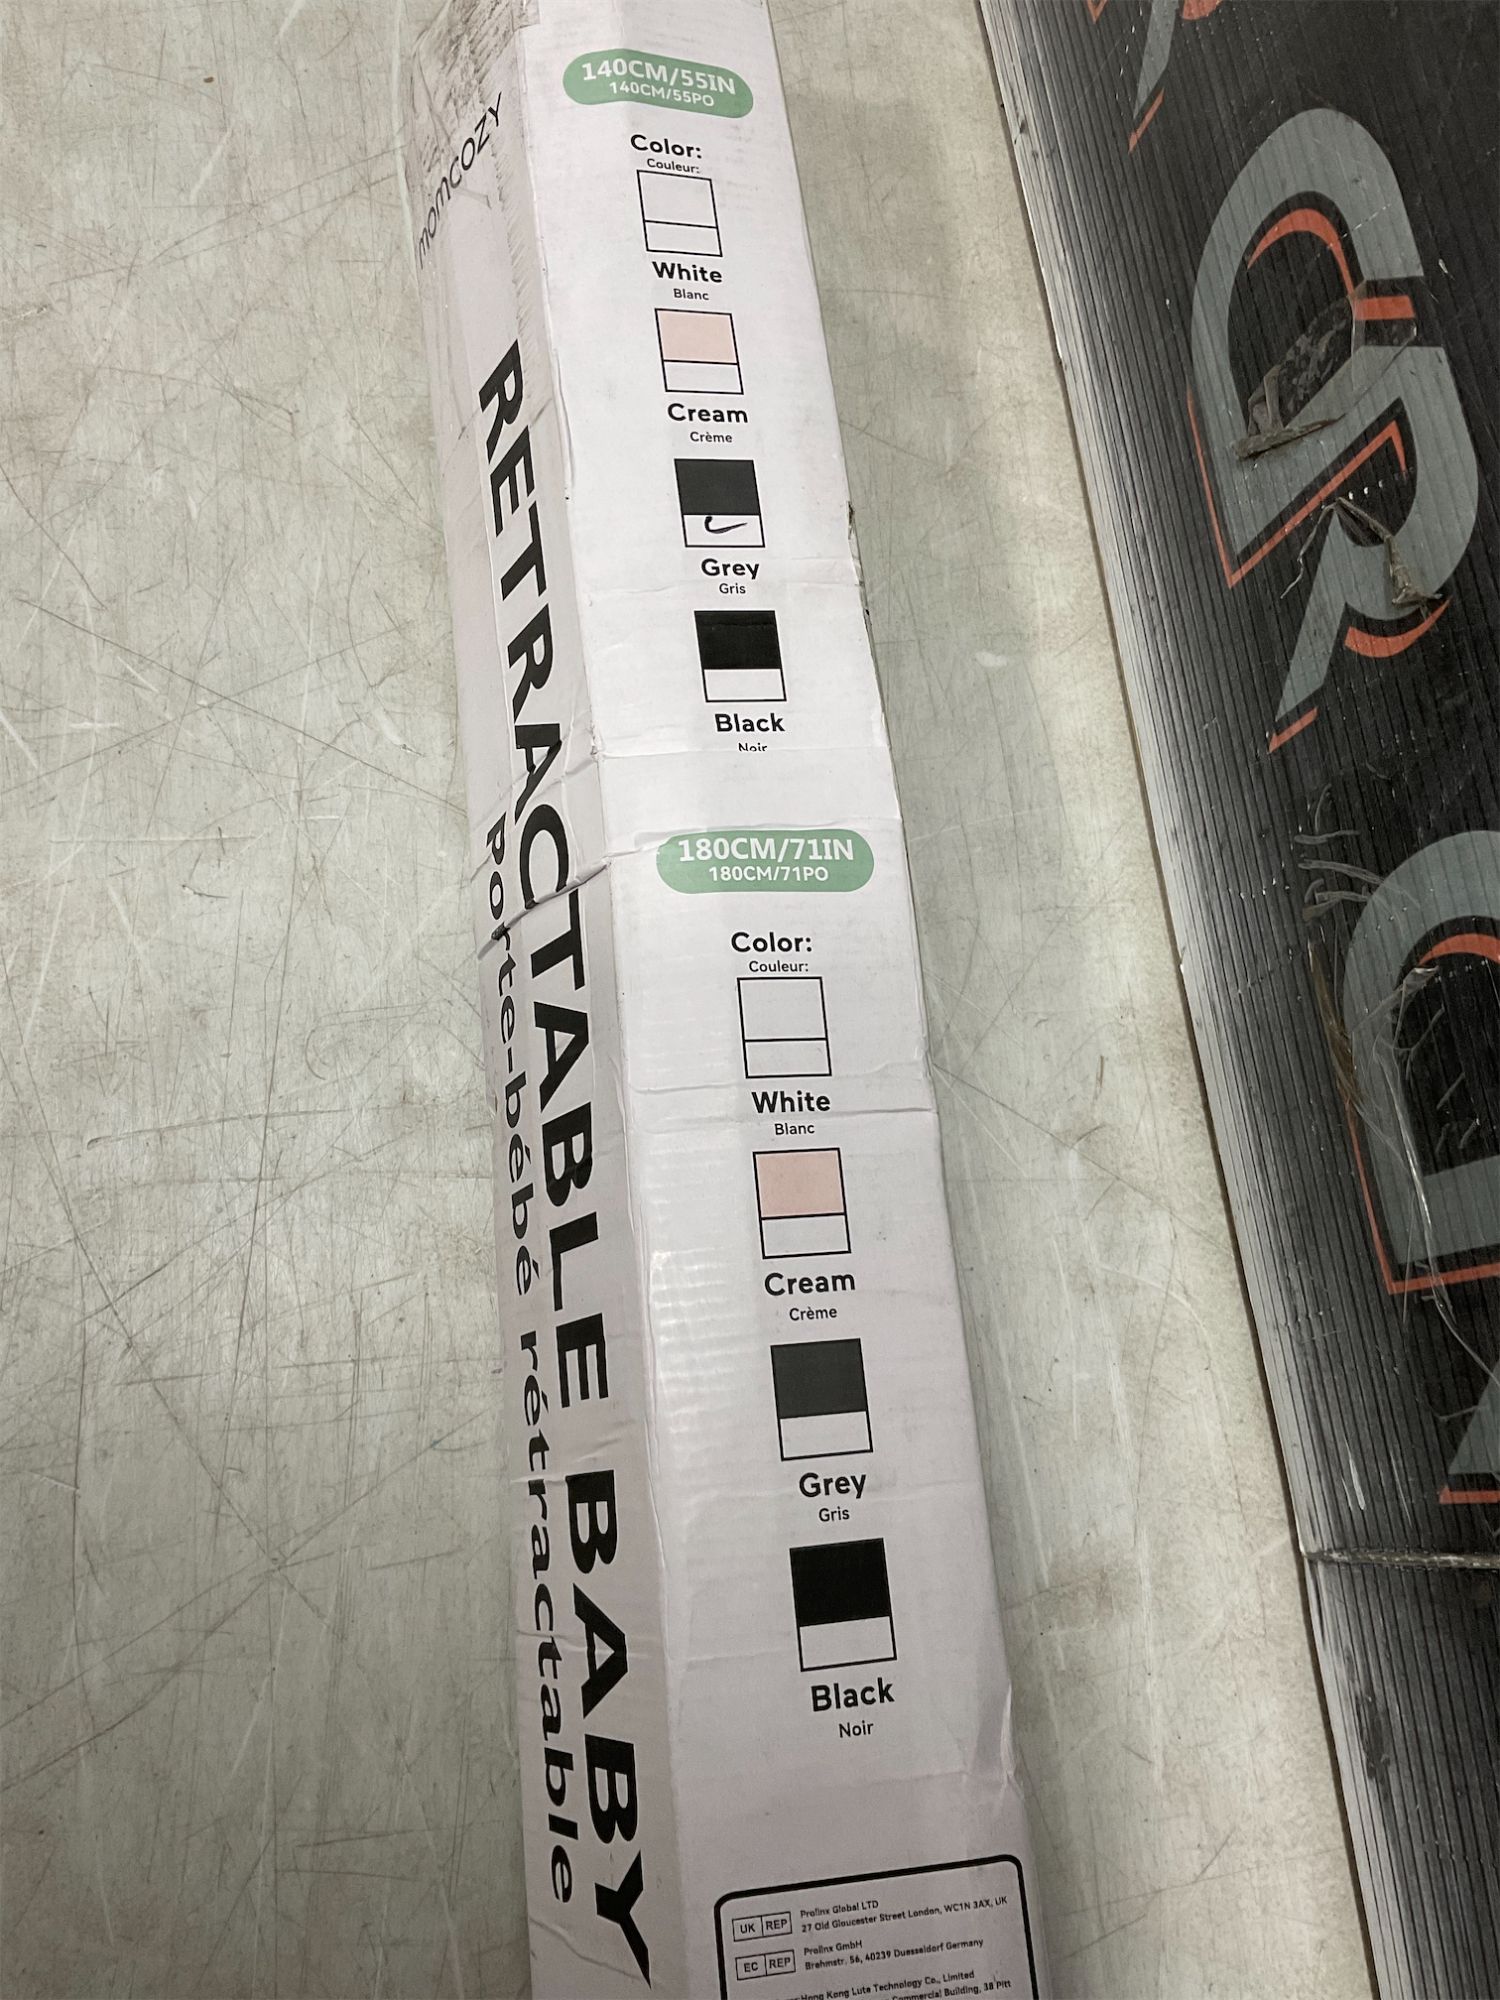 momcozy
RETRACTABLE BABY
Porte-bébé rétractable
140CM/55IN
140CM/55PO
Color:
Couleur:
White
Blanc
Cream
Crème
Grey
Gris
Black
Noir
180CM/71IN
180CM/71PO
Color:
Couleur:
White
Blanc
Cream
Crème
Grey
Gris
Black
Noir
UK REP
Prolinx Global LTD
27 Old Gloucester Street London, WC1N 3AX, UK
EC REP
Prolinx GmbH
Brehmstr. 56, 40239 Duesseldorf Germany
Hong Kong Lute Technology Co., Limited
Commercial Building, 38 Pitt